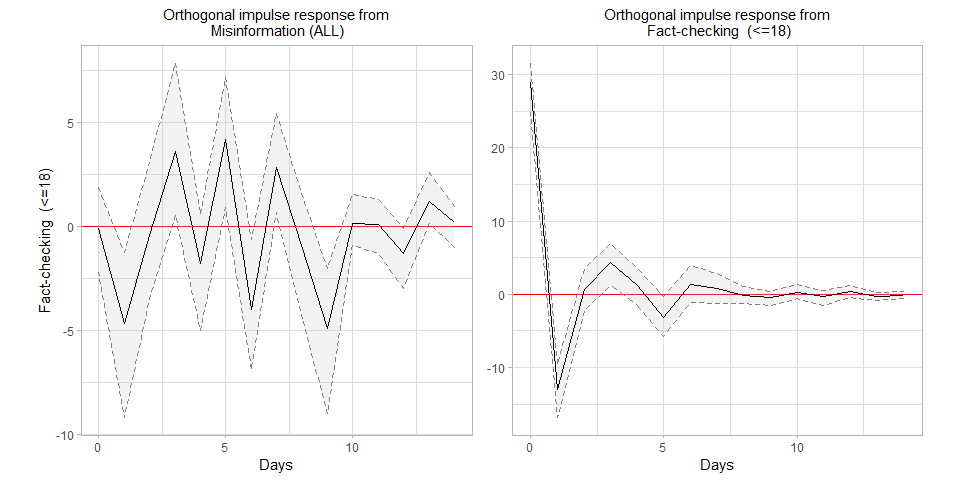 Orthogonal impulse response from
Misinformation (ALL)
Fact-checking (<=18)
5
0
-5
-10
0
5
10
Days
Orthogonal impulse response from
Fact-checking (<=18)
30
20
10
0
-10
0
5
10
Days